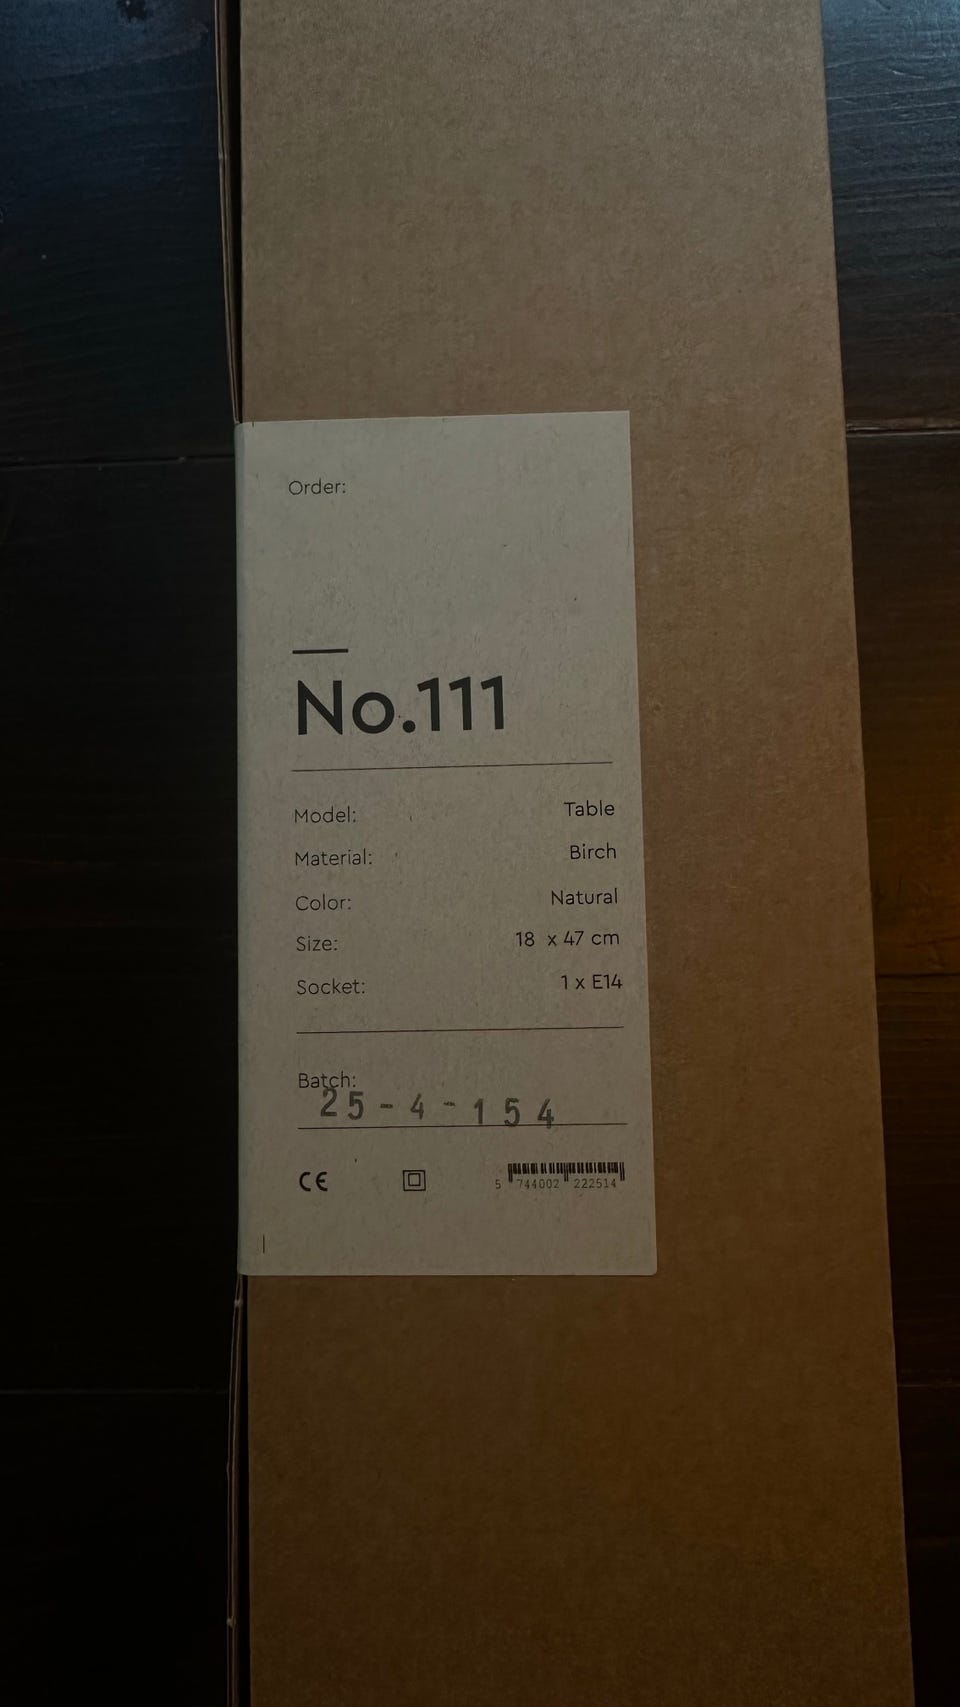 Order:
No.111
Model: Table
Material: Birch
Color: Natural
Size: 18 x 47 cm
Socket: 1 x E14
Batch:
25-4-154
CE
5 744002 222514